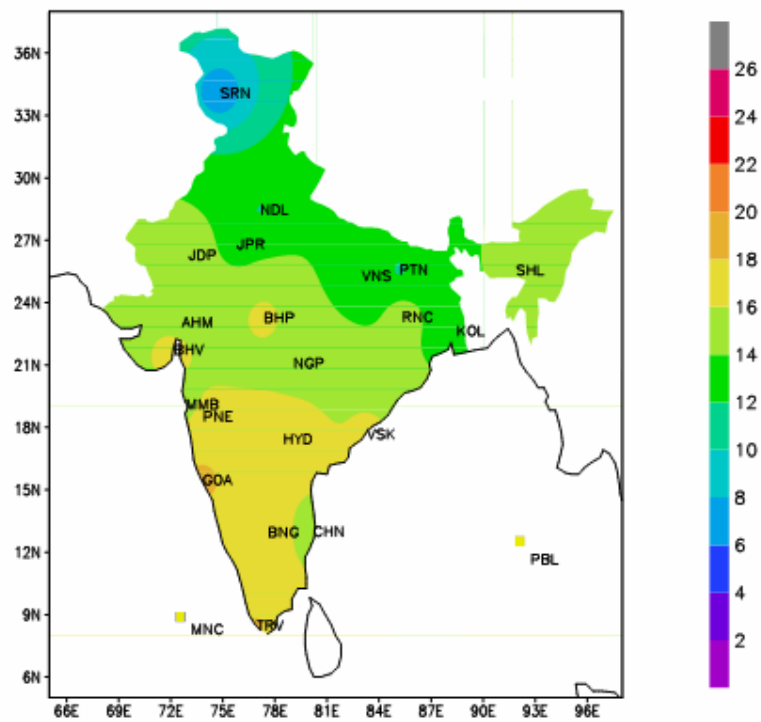 36N
33N
30N
27N
24N
21N
18N
15N
12N
9N
6N
SRN
NDL
JDP
JPR
VNS
PTN
SHL
AHM
BHP
RNC
KOL
BHV
NGP
MMB
PNE
HYD
VSK
GOA
BNG
CHN
PBL
MNC
TRV
66E 69E 72E 75E 78E 81E 84E 87E 90E 93E 96E
26
24
22
20
18
16
14
12
10
8
6
4
2